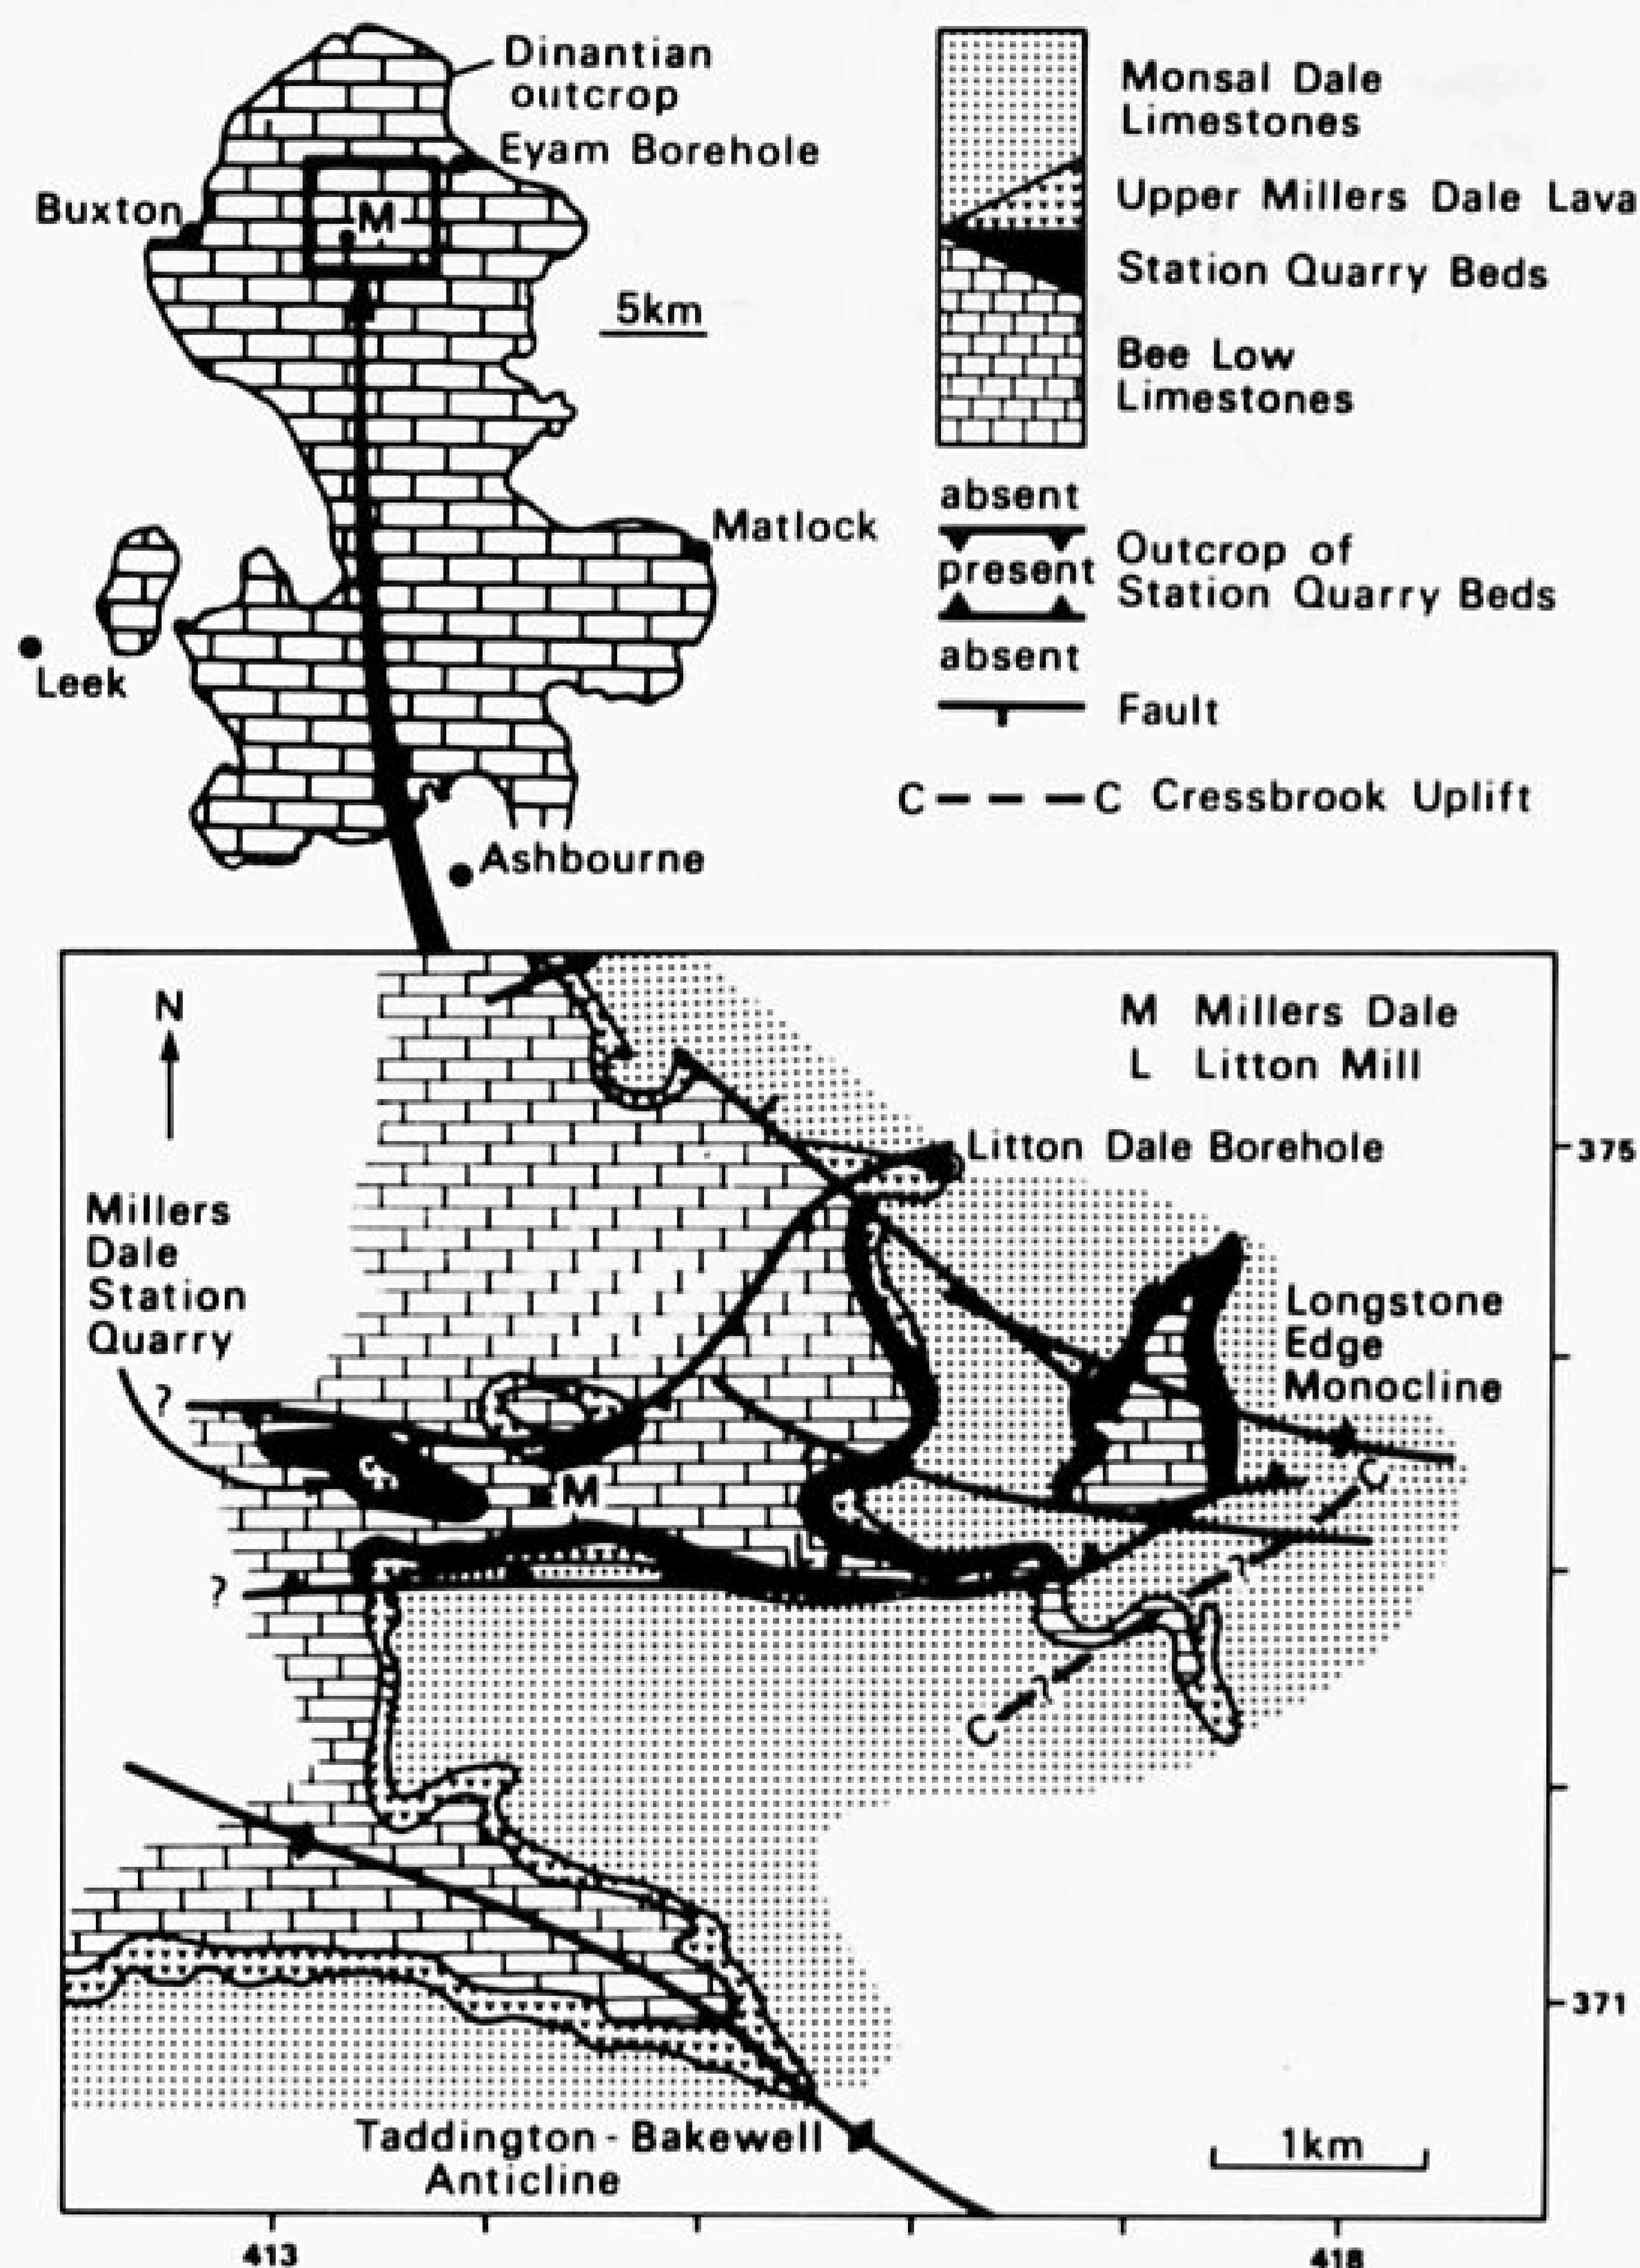 Dinantian
outcrop
Eyam Borehole
Buxton
M
5km
Matlock
Leek
Ashbourne
Monsal Dale
Limestones
Upper Millers Dale Lava
Station Quarry Beds
Bee Low
Limestones
absent
present
absent
Outcrop of
Station Quarry Beds
Fault
C C Cressbrook Uplift
N
M Millers Dale
L Litton Mill
Litton Dale Borehole
375
Millers
Dale
Station
Quarry
Longstone
Edge
Monocline
?
C
M
L
?
?
?
C
371
Taddington - Bakewell
Anticline
1km
413
418